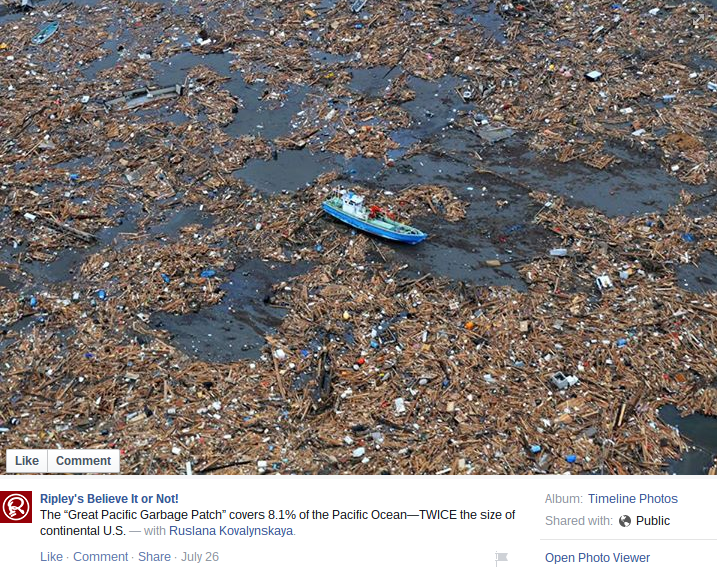 Like Comment
Ripley's Believe It or Not!
The “Great Pacific Garbage Patch” covers 8.1% of the Pacific Ocean—TWICE the size of
continental U.S. — with Ruslana Kovalynskaya.
Like · Comment · Share · July 26
Album: Timeline Photos
Shared with: Public
Open Photo Viewer